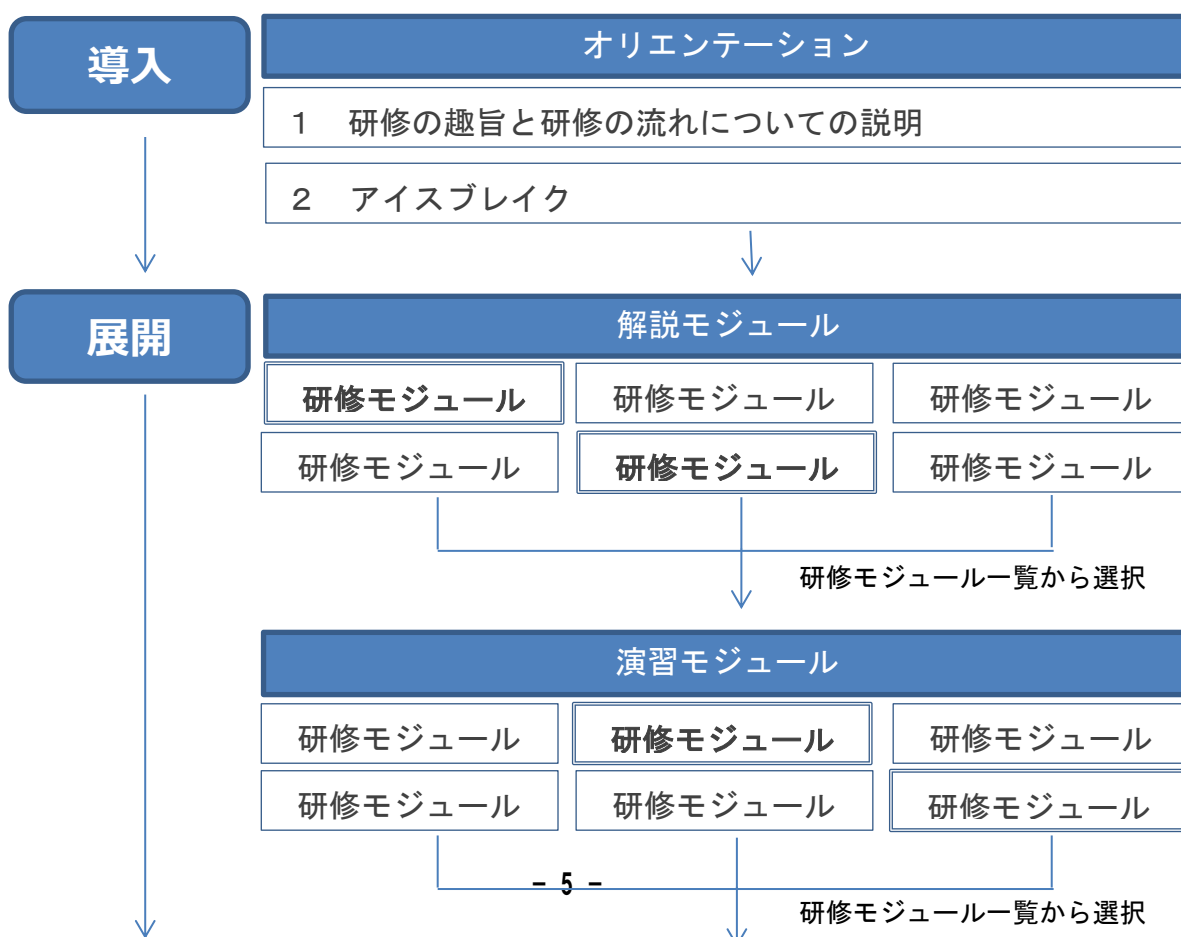 導入
オリエンテーション
１　研修の趣旨と研修の流れについての説明
２　アイスブレイク
展開
解説モジュール
研修モジュール　研修モジュール　研修モジュール
研修モジュール　研修モジュール　研修モジュール
研修モジュール一覧から選択
演習モジュール
研修モジュール　研修モジュール　研修モジュール
研修モジュール　研修モジュール　研修モジュール
－ 5 －
研修モジュール一覧から選択